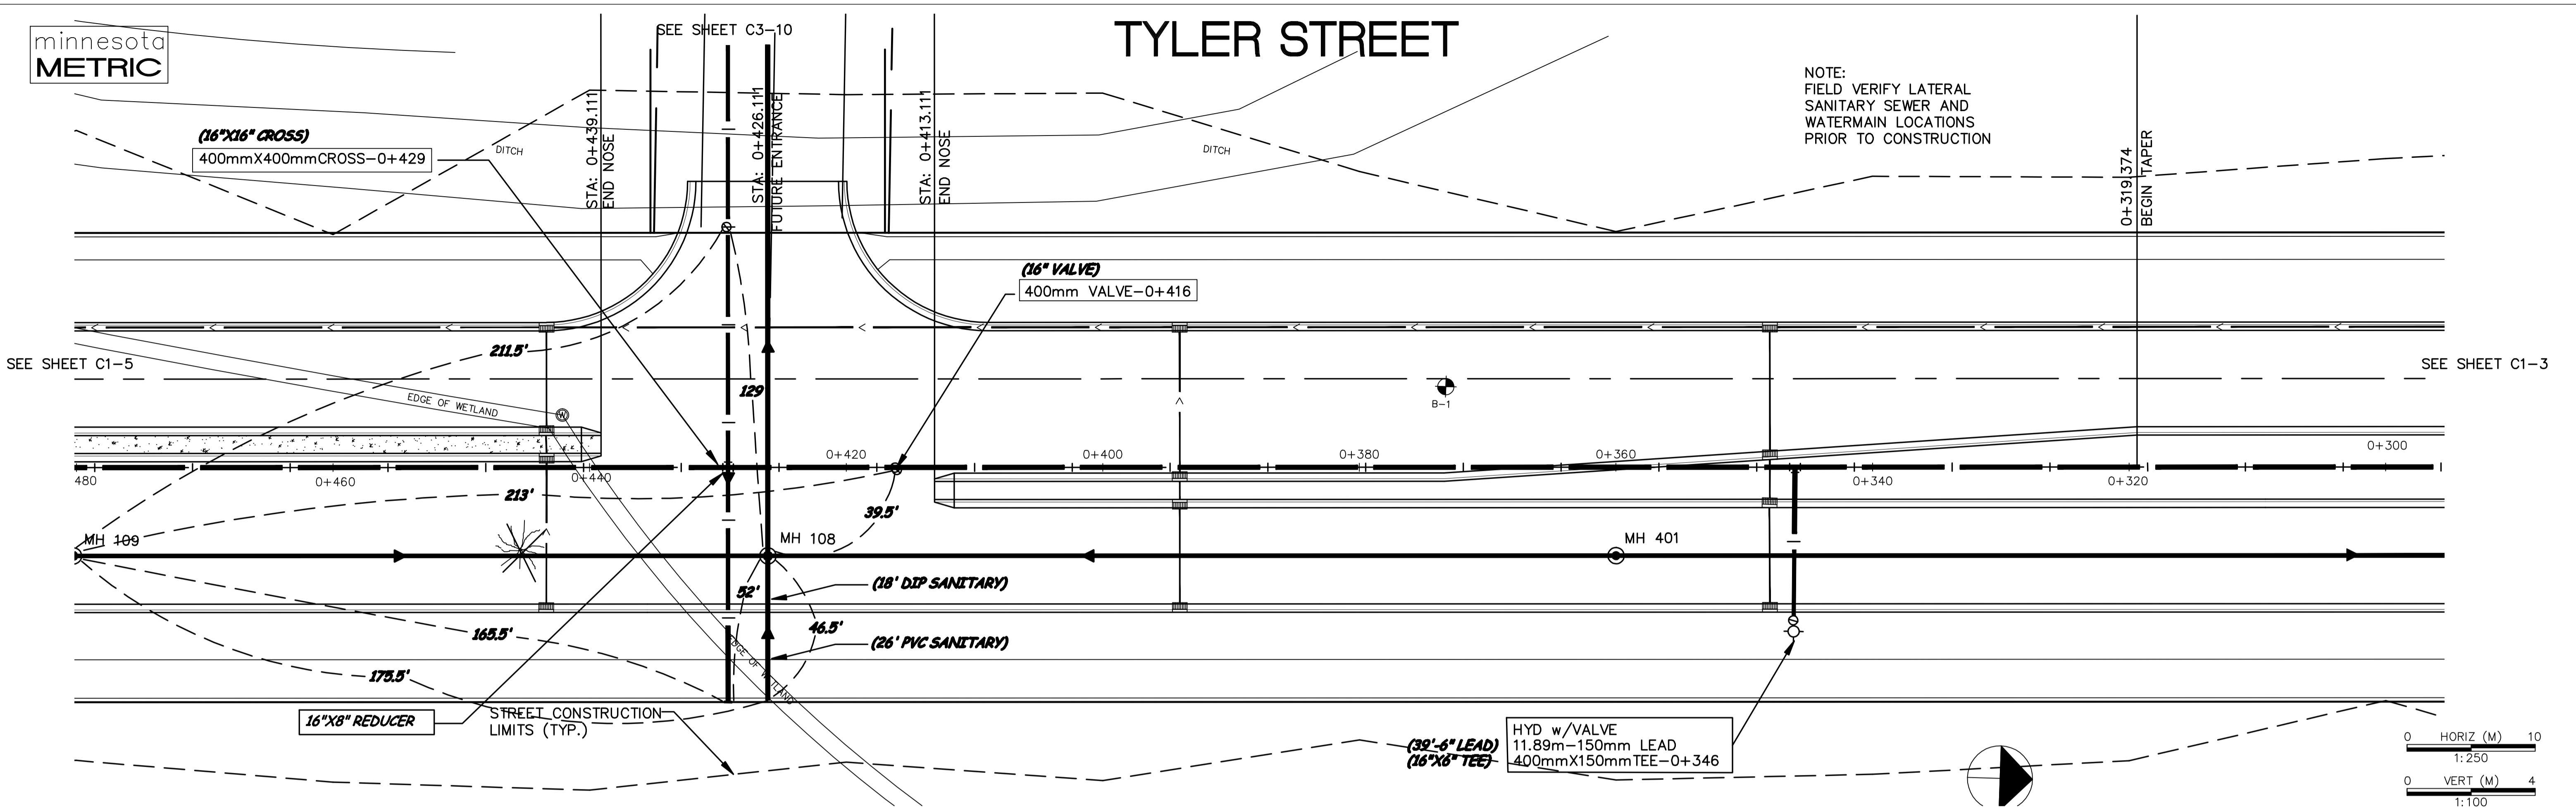 minnesota
METRIC
TYLER STREET
SEE SHEET C3-10
NOTE:
FIELD VERIFY LATERAL
SANITARY SEWER AND
WATERMAIN LOCATIONS
PRIOR TO CONSTRUCTION
(16"X16" CROSS)
400mmX400mmCROSS-0+429
DITCH
STA: 0+439.111
END NOSE
STA: 0+426.111
FUTURE ENTRANCE
STA: 0+413.111
END NOSE
DITCH
0+319.374
BEGIN TAPER
(16" VALVE)
400mm VALVE-0+416
211.5'
SEE SHEET C1-5
SEE SHEET C1-3
129
EDGE OF WETLAND
W
B-1
480
0+460
0+440
0+420
0+400
0+380
0+360
0+340
0+320
0+300
213'
39.5'
MH 109
MH 108
MH 401
(18' DIP SANITARY)
52'
46.5'
165.5'
(26' PVC SANITARY)
175.5'
EDGE OF WETLAND
16"X8" REDUCER
STREET CONSTRUCTION
LIMITS (TYP.)
(39'-6" LEAD)
(16"X6" TEE)
HYD w/VALVE
11.89m-150mm LEAD
400mmX150mmTEE-0+346
0 HORIZ (M) 10
1:250
0 VERT (M) 4
1:100